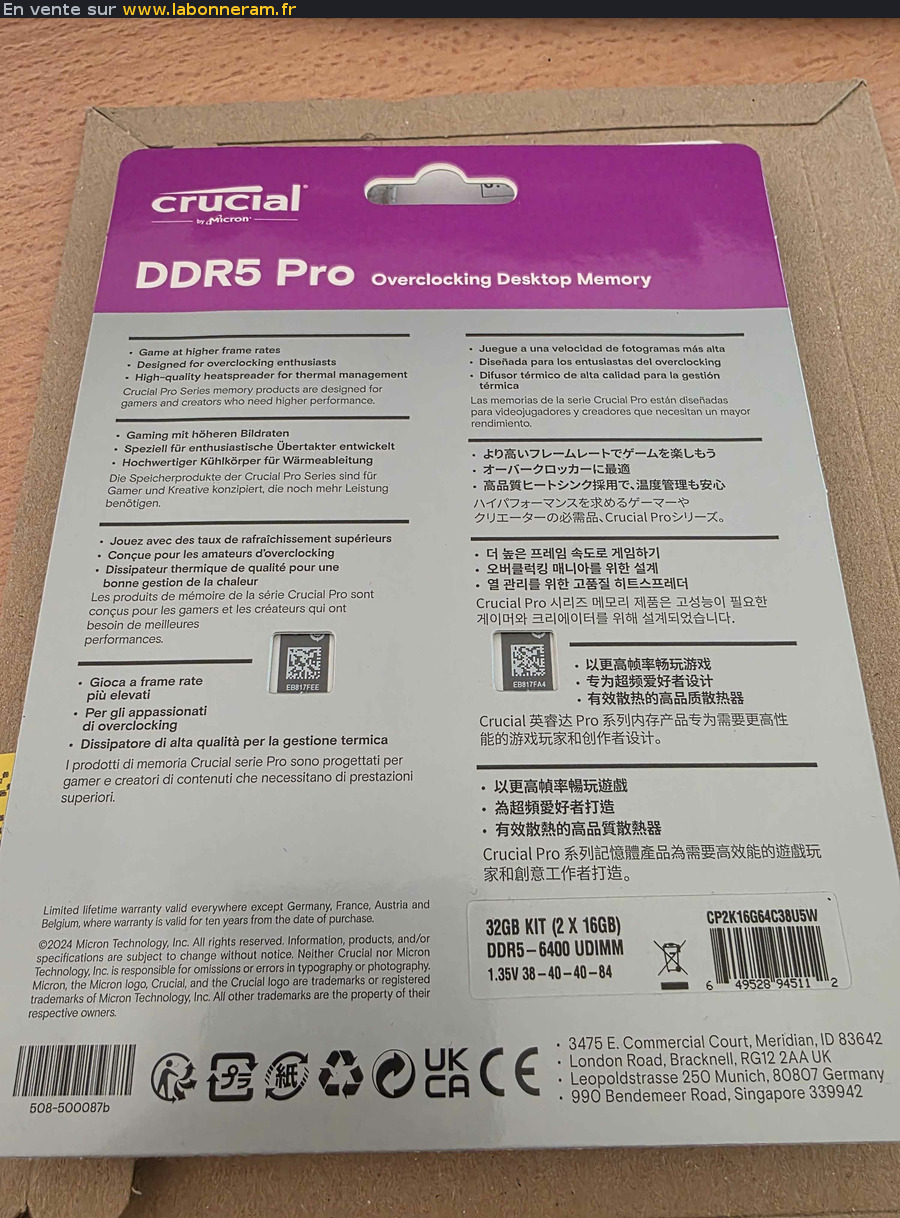 En vente sur www.labonneram.fr
crucial
by Micron
DDR5 Pro Overclocking Desktop Memory
• Game at higher frame rates
• Designed for overclocking enthusiasts
• High-quality heatspreader for thermal management
Crucial Pro Series memory products are designed for
gamers and creators who need higher performance.
• Gaming mit höheren Bildraten
• Speziell für enthusiastische Übertakter entwickelt
• Hochwertiger Kühlkörper für Wärmeableitung
Die Speicherprodukte der Crucial Pro Series sind für
Gamer und Kreative konzipiert, die noch mehr Leistung
benötigen.
• Jouez avec des taux de rafraîchissement supérieurs
• Conçue pour les amateurs d'overclocking
• Dissipateur thermique de qualité pour une
bonne gestion de la chaleur
Les produits de mémoire de la série Crucial Pro sont
conçus pour les gamers et les créateurs qui ont
besoin de meilleures
performances.
EB817FEE
• Gioca a frame rate
più elevati
• Per gli appassionati
di overclocking
• Dissipatore di alta qualità per la gestione termica
I prodotti di memoria Crucial serie Pro sono progettati per
gamer e creatori di contenuti che necessitano di prestazioni
superiori.
• Juegue a una velocidad de fotogramas más alta
• Diseñada para los entusiastas del overclocking
• Difusor térmico de alta calidad para la gestión
térmica
Las memorias de la serie Crucial Pro están diseñadas
para videojugadores y creadores que necesitan un mayor
rendimiento.
• より高いフレームレートでゲームを楽しもう
• オーバークロッカーに最適
• 高品質ヒートシンク採用で、温度管理も安心
ハイパフォーマンスを求めるゲーマーや
クリエーターの必需品、Crucial Proシリーズ。
• 더 높은 프레임 속도로 게임하기
• 오버클럭킹 매니아를 위한 설계
• 열 관리를 위한 고품질 히트스프레더
Crucial Pro 시리즈 메모리 제품은 고성능이 필요한
게이머와 크리에이터를 위해 설계되었습니다.
EB817FA4
• 以更高帧率畅玩游戏
• 专为超频爱好者设计
• 有效散热的高品质散热器
Crucial 英睿达 Pro 系列内存产品专为需要更高性
能的游戏玩家和创作者设计。
• 以更高幀率暢玩遊戲
• 為超頻愛好者打造
• 有效散熱的高品質散熱器
Crucial Pro 系列記憶體產品為需要高效能的遊戲玩
家和創意工作者打造。
Limited lifetime warranty valid everywhere except Germany, France, Austria and
Belgium, where warranty is valid for ten years from the date of purchase.
©2024 Micron Technology, Inc. All rights reserved. Information, products, and/or
specifications are subject to change without notice. Neither Crucial nor Micron
Technology, Inc. is responsible for omissions or errors in typography or photography.
Micron, the Micron logo, Crucial, and the Crucial logo are trademarks or registered
trademarks of Micron Technology, Inc. All other trademarks are the property of their
respective owners.
32GB KIT (2 X 16GB)
DDR5-6400 UDIMM
1.35V 38-40-40-84
CP2K16G64C38U5W
6 49528 94511 2
508-500087b
プラ
紙
UK
CA
CE
• 3475 E. Commercial Court, Meridian, ID 83642
• London Road, Bracknell, RG12 2AA UK
• Leopoldstrasse 250 Munich, 80807 Germany
• 990 Bendemeer Road, Singapore 339942